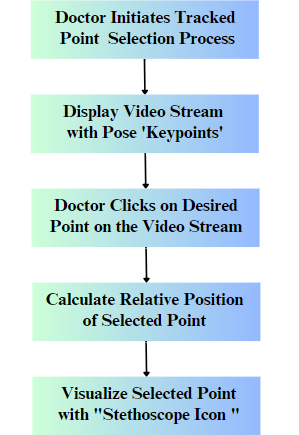 Doctor Initiates Tracked
Point Selection Process
Display Video Stream
with Pose 'Keypoints'
Doctor Clicks on Desired
Point on the Video Stream
Calculate Relative Position
of Selected Point
Visualize Selected Point
with "Stethoscope Icon "